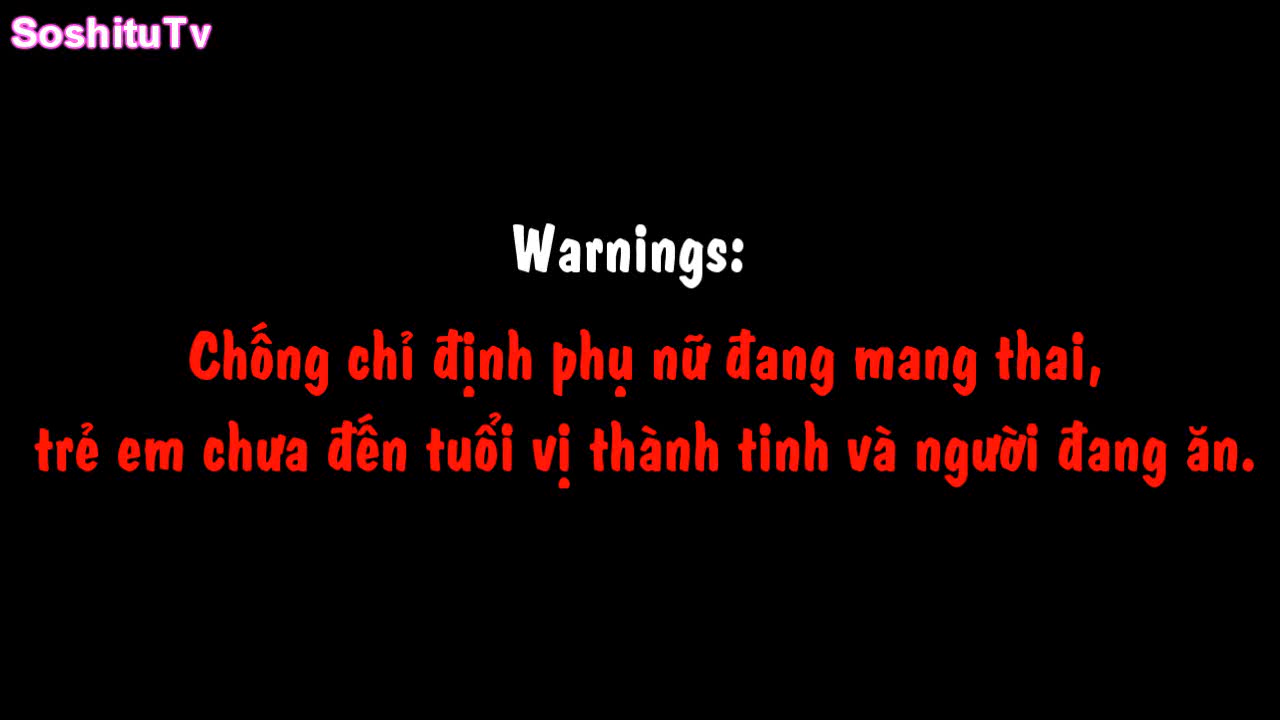 SoshituTv
Warnings:
Chống chỉ định phụ nữ đang mang thai,
trẻ em chưa đến tuổi vị thành tinh và người đang ăn.